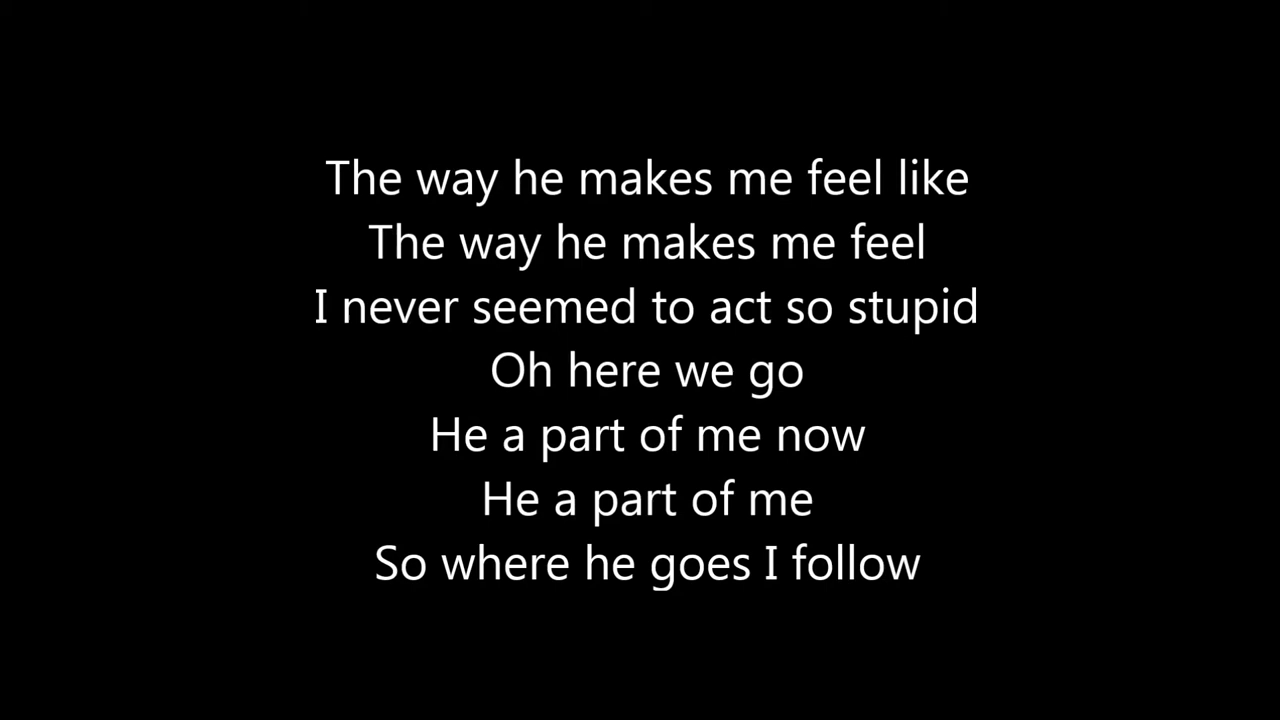 The way he makes me feel like
The way he makes me feel
I never seemed to act so stupid
Oh here we go
He a part of me now
He a part of me
So where he goes I follow